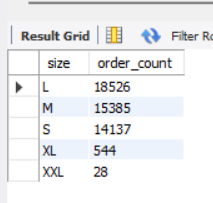 Result Grid Filter Ro
size order_count
L 18526
M 15385
S 14137
XL 544
XXL 28